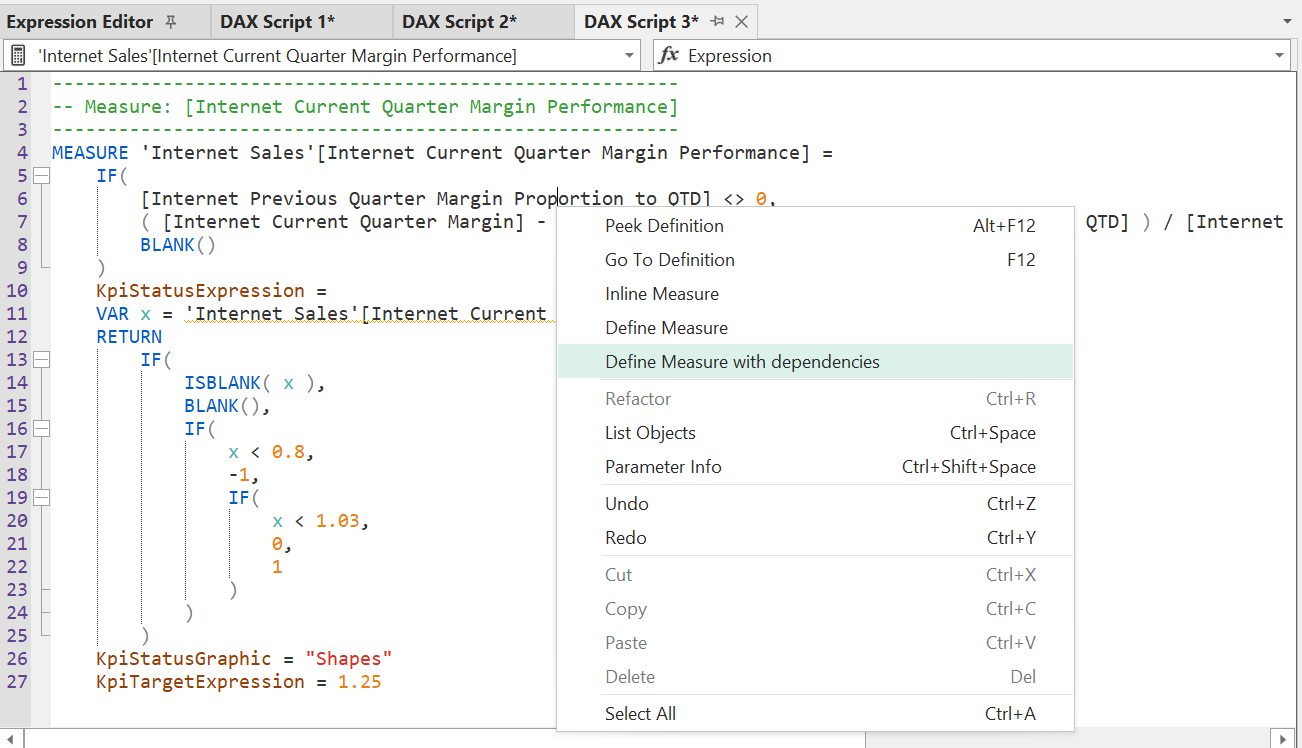 Expression Editor DAX Script 1* DAX Script 2* DAX Script 3*
'Internet Sales'[Internet Current Quarter Margin Performance] fx Expression
1 ---------------------------------------------------------
2 -- Measure: [Internet Current Quarter Margin Performance]
3 ---------------------------------------------------------
4 MEASURE 'Internet Sales'[Internet Current Quarter Margin Performance] =
5 IF(
6 [Internet Previous Quarter Margin Proportion to QTD] <> 0,
7 ( [Internet Current Quarter Margin] - QTD] ) / [Internet
8 BLANK()
9 )
10 KpiStatusExpression =
11 VAR x = 'Internet Sales'[Internet Current
12 RETURN
13 IF(
14 ISBLANK( x ),
15 BLANK(),
16 IF(
17 x < 0.8,
18 -1,
19 IF(
20 x < 1.03,
21 0,
22 1
23 )
24 )
25 )
26 KpiStatusGraphic = "Shapes"
27 KpiTargetExpression = 1.25
Peek Definition Alt+F12
Go To Definition F12
Inline Measure
Define Measure
Define Measure with dependencies
Refactor Ctrl+R
List Objects Ctrl+Space
Parameter Info Ctrl+Shift+Space
Undo Ctrl+Z
Redo Ctrl+Y
Cut Ctrl+X
Copy Ctrl+C
Paste Ctrl+V
Delete Del
Select All Ctrl+A